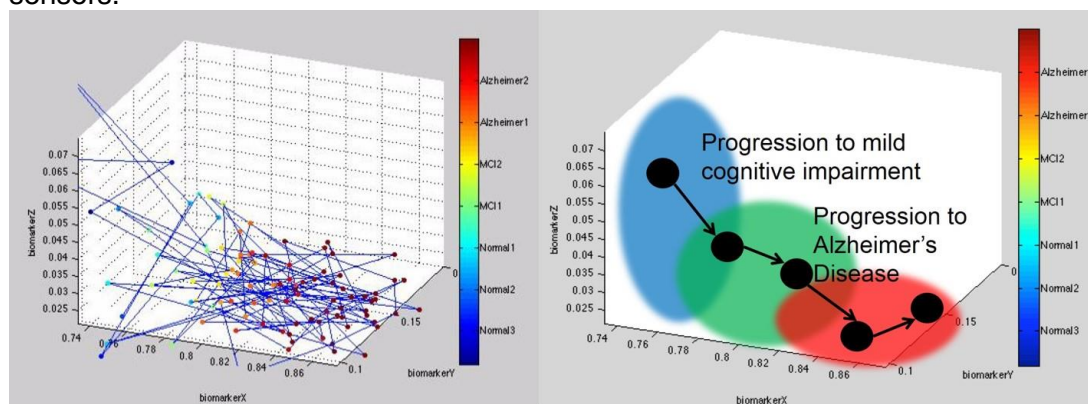 sensors.
Alzheimer2
Alzheimer1
MCI2
MCI1
Normal1
Normal2
Normal3
0.07
0.065
0.06
0.055
0.05
0.045
0.04
0.035
0.03
0.025
biomarkerZ
0.74
0.76
0.78
0.8
0.82
0.84
0.86
biomarkerX
0.1
0.15
0
biomarkerY
Progression to mild
cognitive impairment
Progression to
Alzheimer's
Disease
Alzheimer
Alzheimer
MCI2
MCI1
Normal1
Normal2
Normal3
0.07
0.065
0.06
0.055
0.05
0.045
0.04
0.035
0.03
0.025
biomarkerZ
0.74
0.76
0.78
0.8
0.82
0.84
0.86
biomarkerX
0.1
0.15
0
biomarkerY